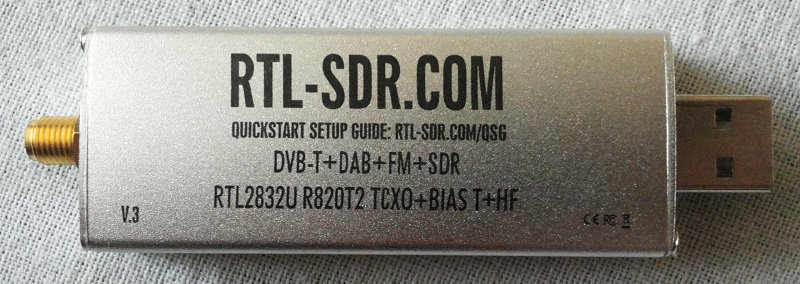 RTL-SDR.COM
QUICKSTART SETUP GUIDE: RTL-SDR.COM/QSG
DVB-T+DAB+FM+SDR
RTL2832U R820T2 TCXO+BIAS T+HF
V.3
CE FC